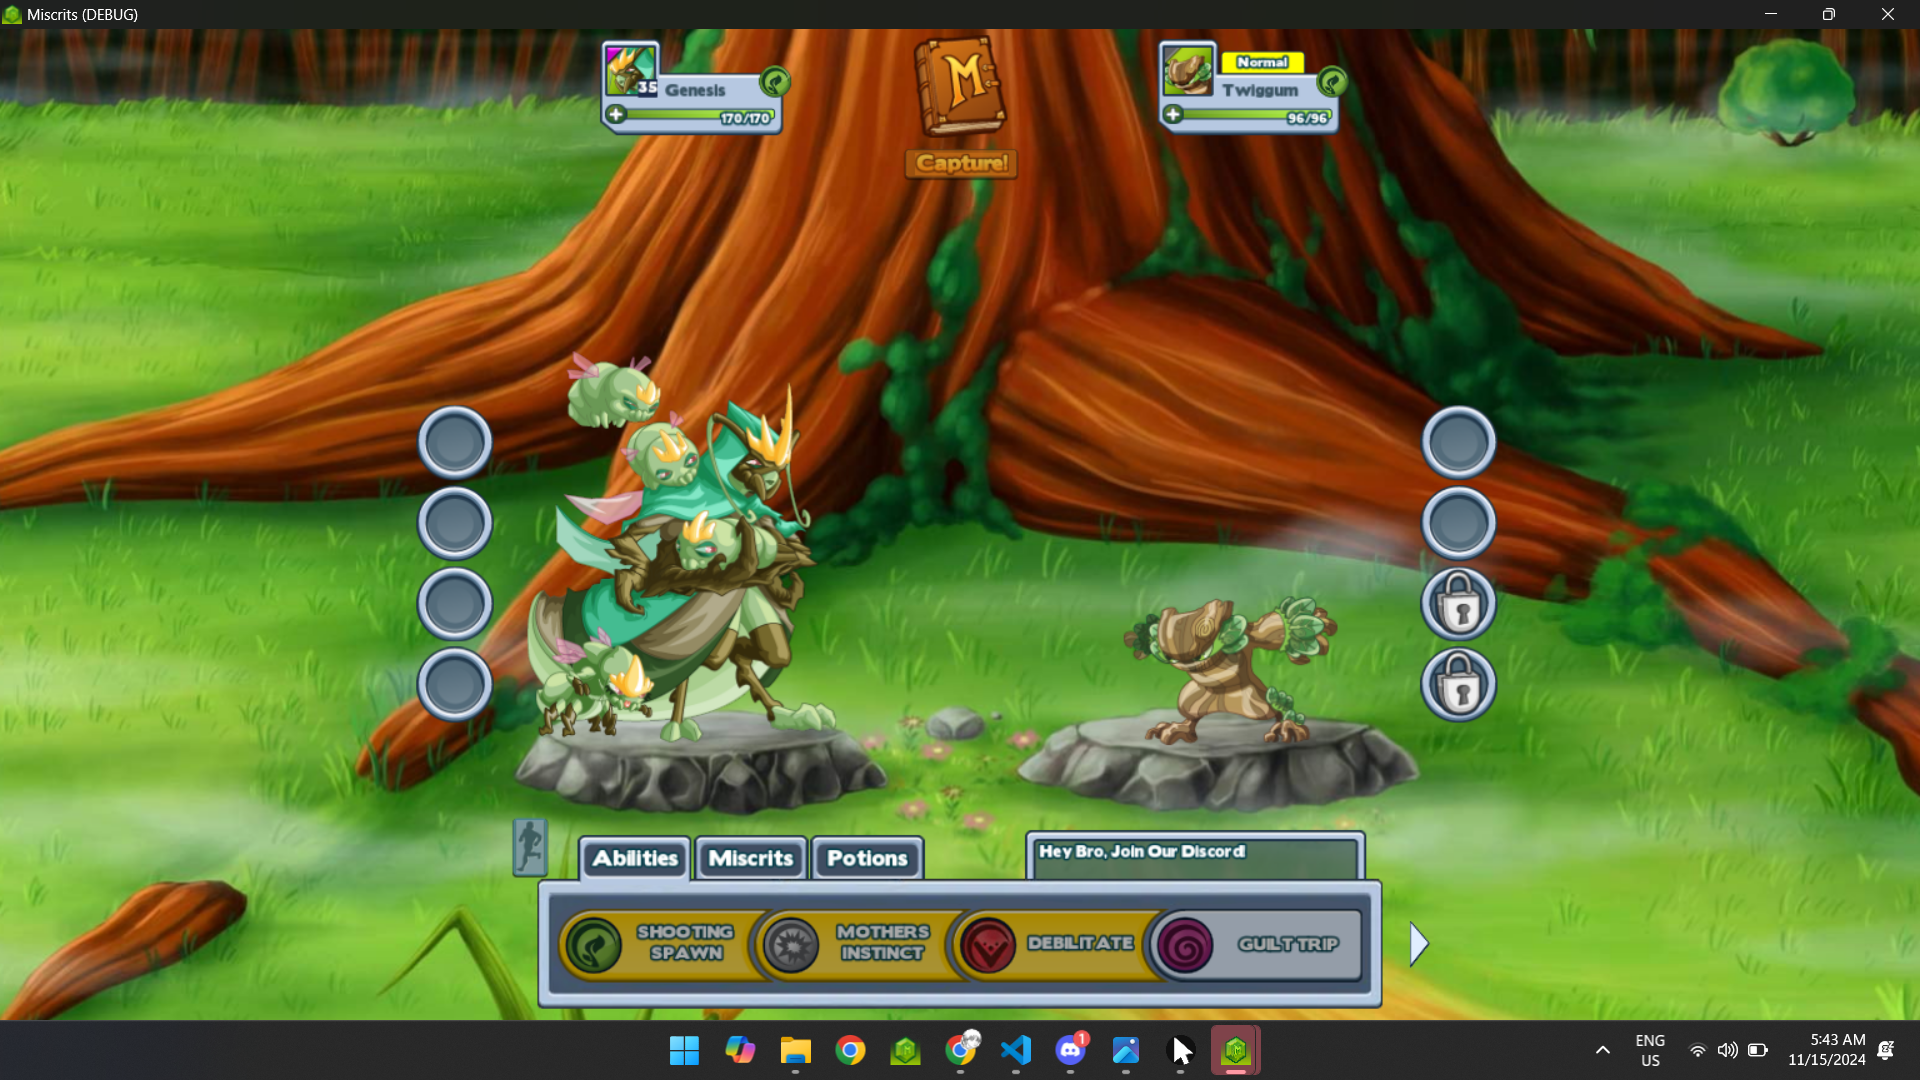 Miscrits (DEBUG)
35
Genesis
170/170
M
Capture!
Normal
Twiggum
96/96
Abilities
Miscrits
Potions
Hey Bro, Join Our Discord!
SHOOTING
SPAWN
MOTHERS
INSTINCT
DEBILITATE
GUILT TRIP
1
ENG
US
5:43 AM
11/15/2024